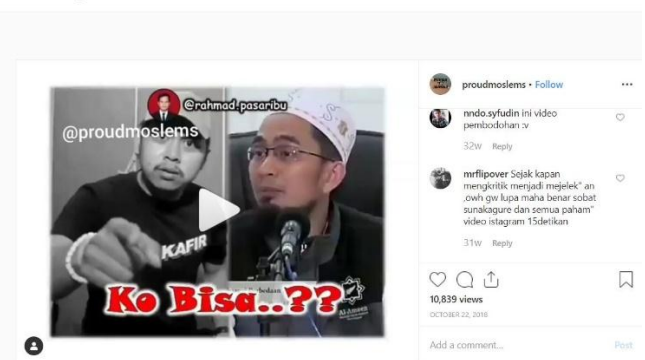 @rahmad.pasaribu
@proudmoslems
KAFIR
Ko Bisa..??
Al-Ameen
proudmoslems • Follow
nndo.syfudin ini video
pembodohan :v
32w Reply
mrflipover Sejak kapan
mengkritik menjadi mejelek" an
,owh gw lupa maha benar sobat
sunakagure dan semua paham"
video istagram 15detikan
31w Reply
10,839 views
OCTOBER 22, 2018
Add a comment...
Post